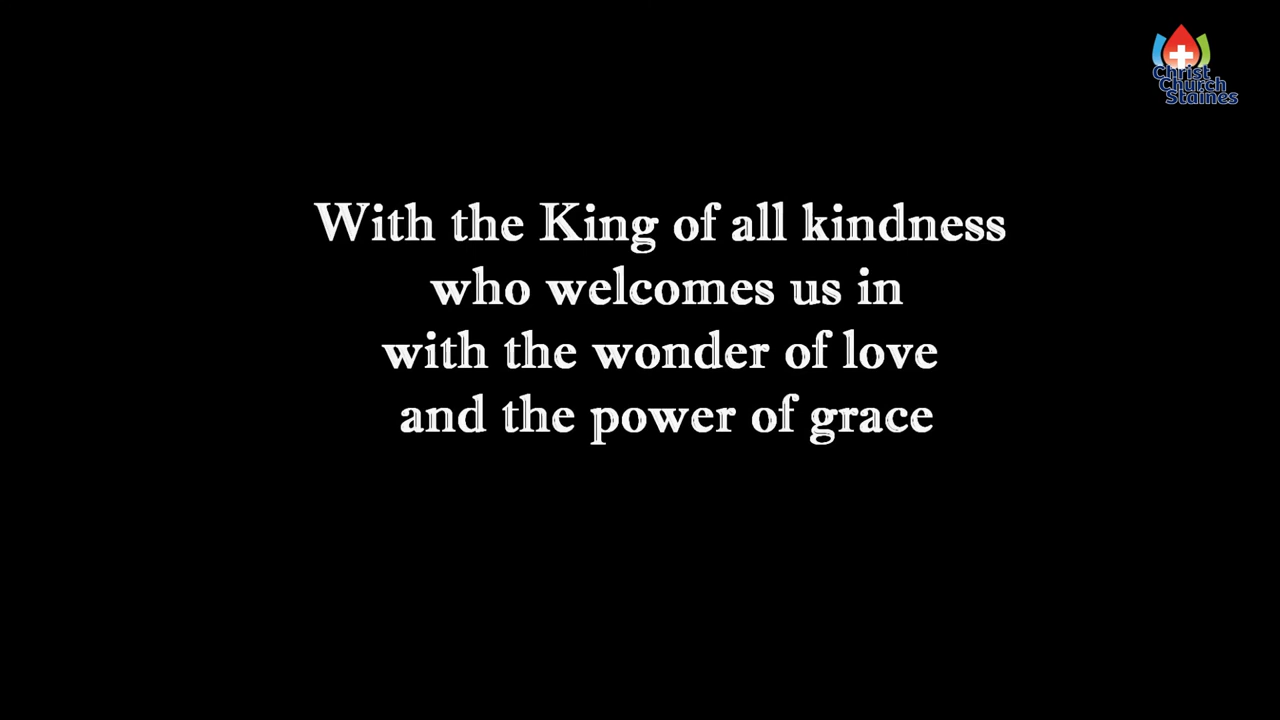 Christ
Church
Staines
With the King of all kindness
who welcomes us in
with the wonder of love
and the power of grace